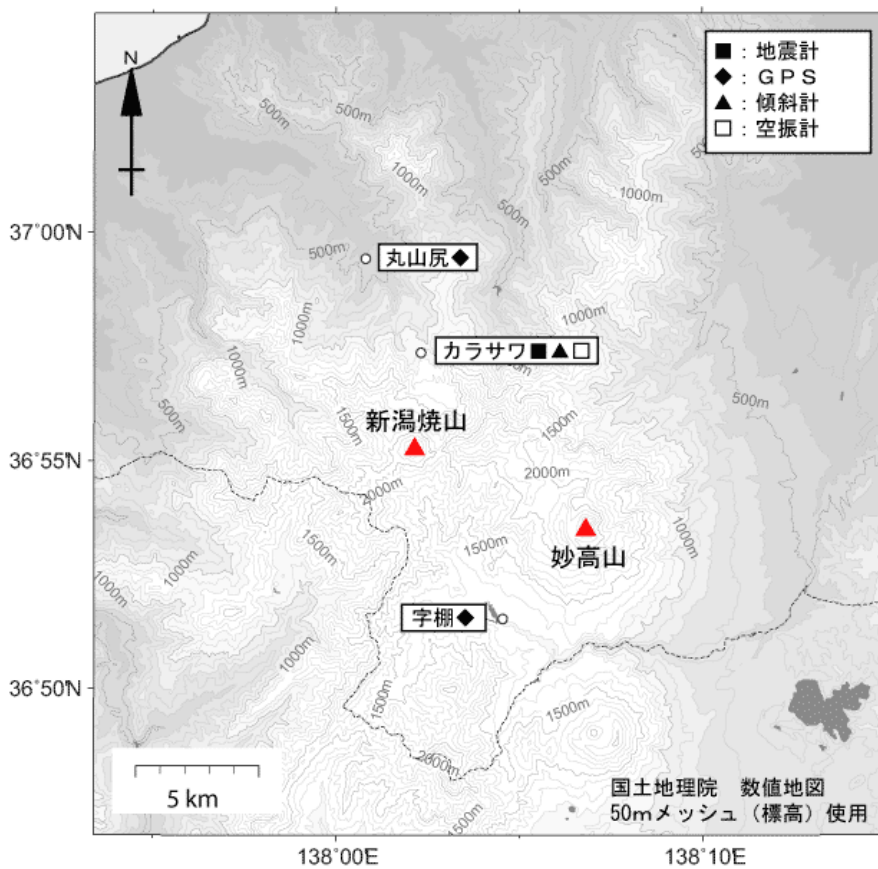 N
■：地震計
◆：ＧＰＳ
▲：傾斜計
□：空振計
500m
500m
500m
1000m
500m
1000m
500m
37°00'N
500m
丸山尻◆
1000m
1000m
カラサワ■▲□
1000m
500m
500m
1500m
新潟焼山
1500m
36°55'N
2000m
2000m
1000m
1500m
1500m
妙高山
1000m
1000m
字棚◆
1000m
36°50'N
1500m
1500m
2000m
1500m
5 km
国土地理院　数値地図
50mメッシュ（標高）使用
138°00'E
138°10'E